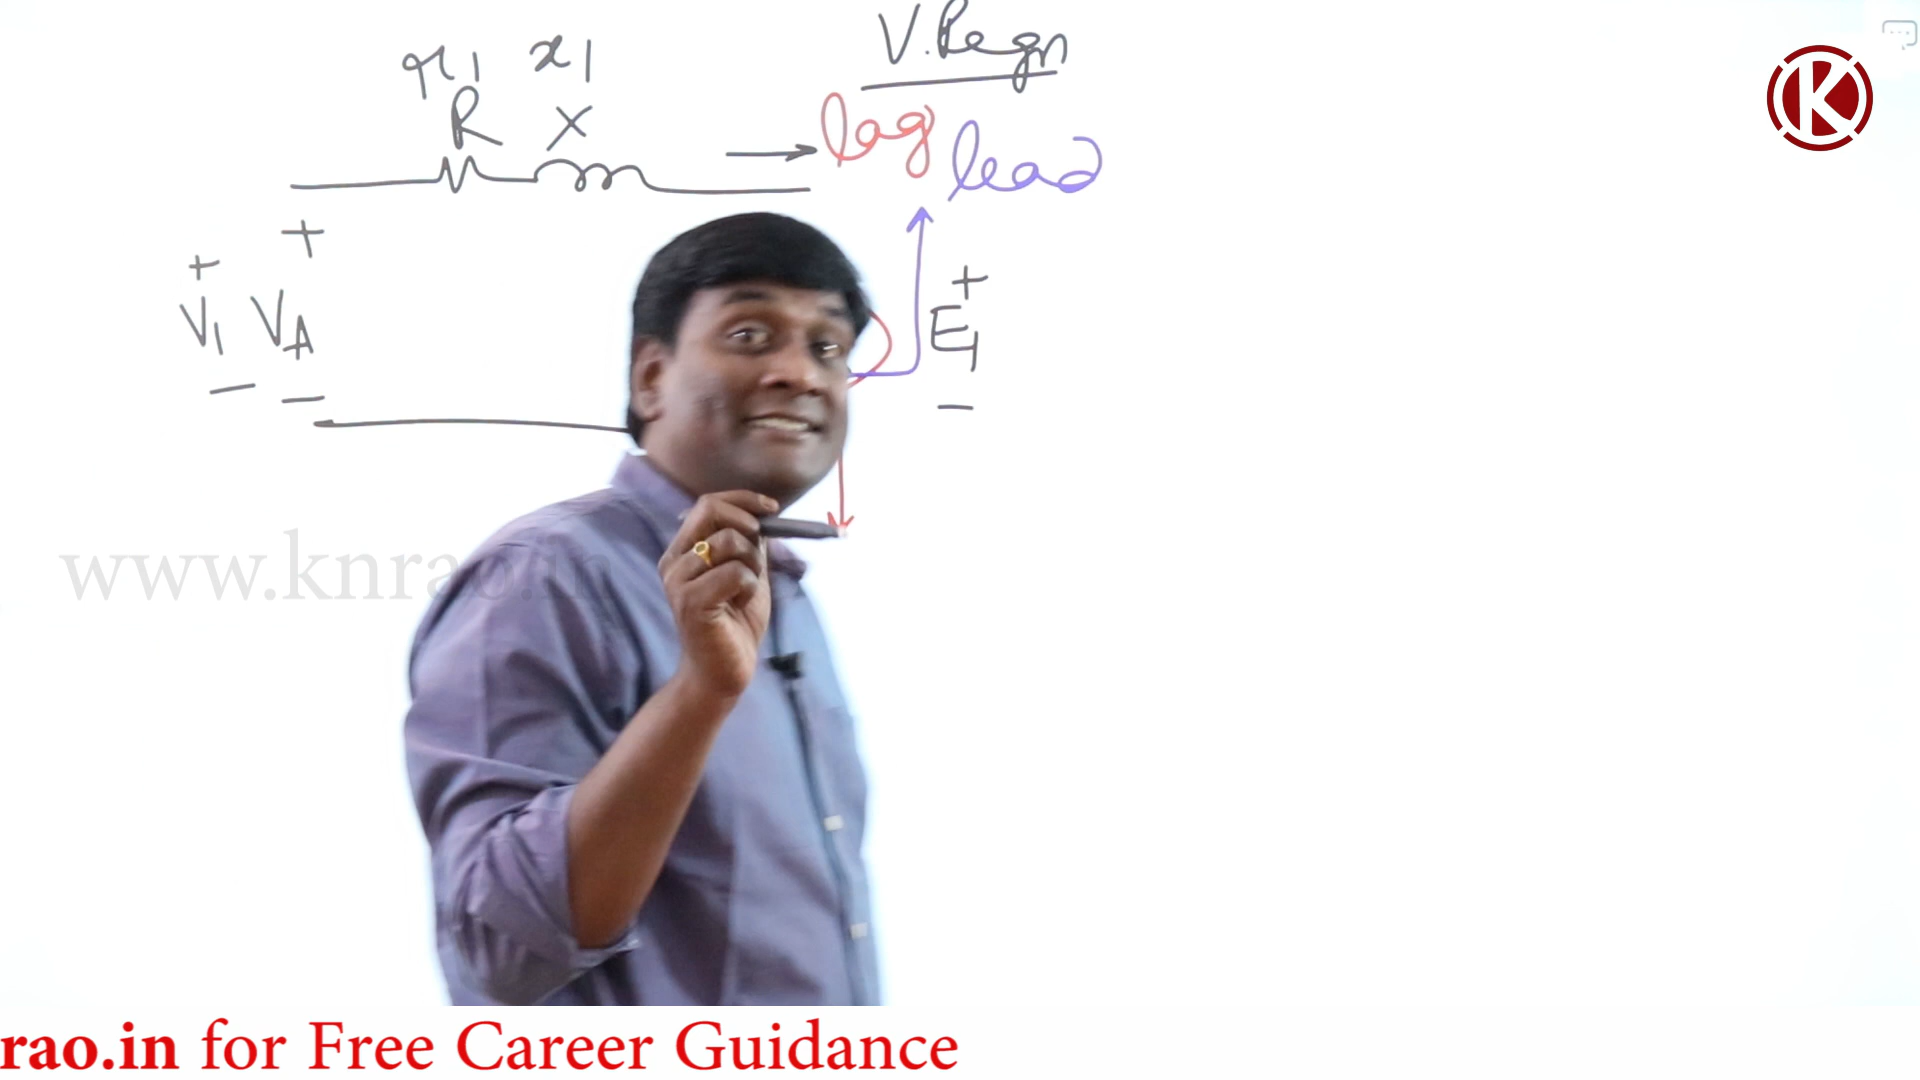 V. Regn
r1 x1
R X
lag
lead
+
+
+
V1 VA
E1
–
–
–
www.knrao.in
K
rao.in for Free Career Guidance